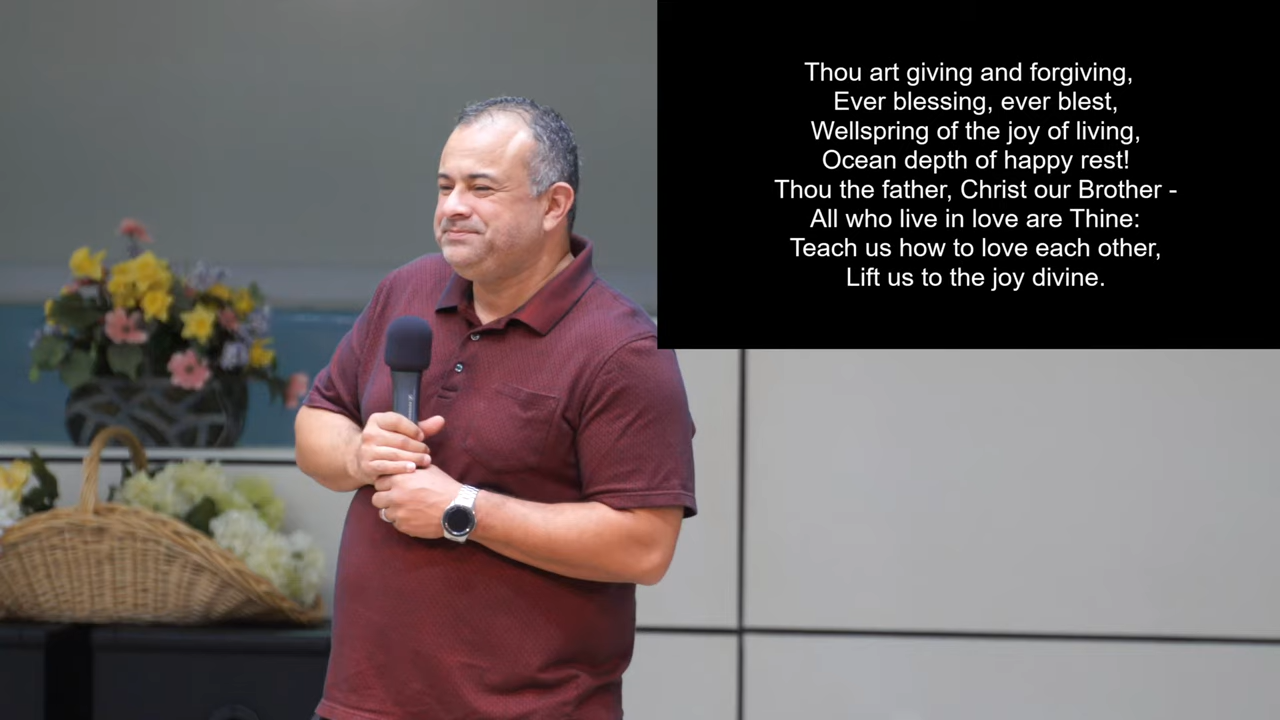 Thou art giving and forgiving,
Ever blessing, ever blest,
Wellspring of the joy of living,
Ocean depth of happy rest!
Thou the father, Christ our Brother -
All who live in love are Thine:
Teach us how to love each other,
Lift us to the joy divine.